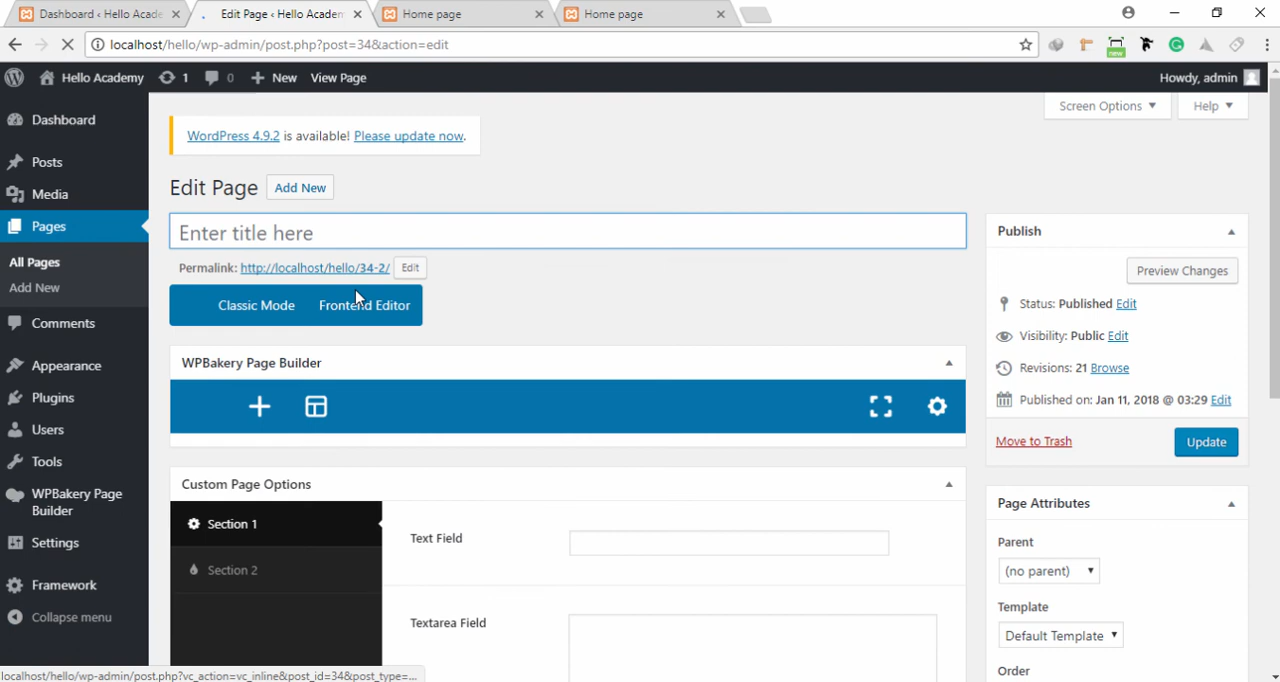 Dashboard ‹ Hello Acade
Edit Page ‹ Hello Academ
Home page
Home page
localhost/hello/wp-admin/post.php?post=34&action=edit
new
Hello Academy
1
0
New
View Page
Howdy, admin
Screen Options
Help
Dashboard
Posts
Media
Pages
All Pages
Add New
Comments
Appearance
Plugins
Users
Tools
WPBakery Page
Builder
Settings
Framework
Collapse menu
WordPress 4.9.2 is available! Please update now.
Edit Page
Add New
Enter title here
Permalink: http://localhost/hello/34-2/ Edit
Classic Mode
Frontend Editor
WPBakery Page Builder
Custom Page Options
Section 1
Section 2
Text Field
Textarea Field
Publish
Preview Changes
Status: Published Edit
Visibility: Public Edit
Revisions: 21 Browse
Published on: Jan 11, 2018 @ 03:29 Edit
Move to Trash
Update
Page Attributes
Parent
(no parent)
Template
Default Template
Order
localhost/hello/wp-admin/post.php?vc_action=vc_inline&post_id=34&post_type=...